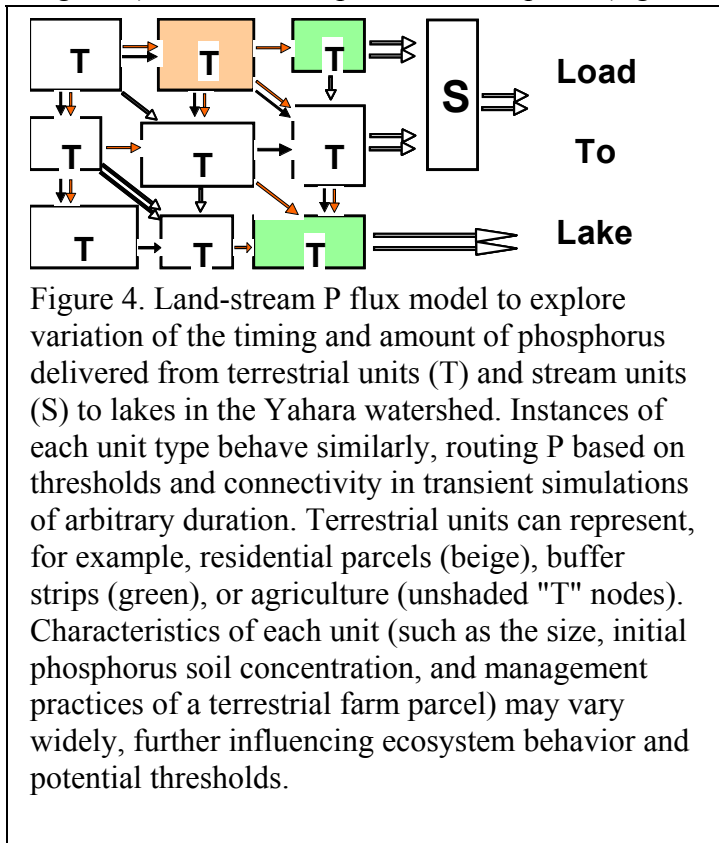 T T T S Load
T T T To
T T T Lake
Figure 4. Land-stream P flux model to explore
variation of the timing and amount of phosphorus
delivered from terrestrial units (T) and stream units
(S) to lakes in the Yahara watershed. Instances of
each unit type behave similarly, routing P based on
thresholds and connectivity in transient simulations
of arbitrary duration. Terrestrial units can represent,
for example, residential parcels (beige), buffer
strips (green), or agriculture (unshaded "T" nodes).
Characteristics of each unit (such as the size, initial
phosphorus soil concentration, and management
practices of a terrestrial farm parcel) may vary
widely, further influencing ecosystem behavior and
potential thresholds.